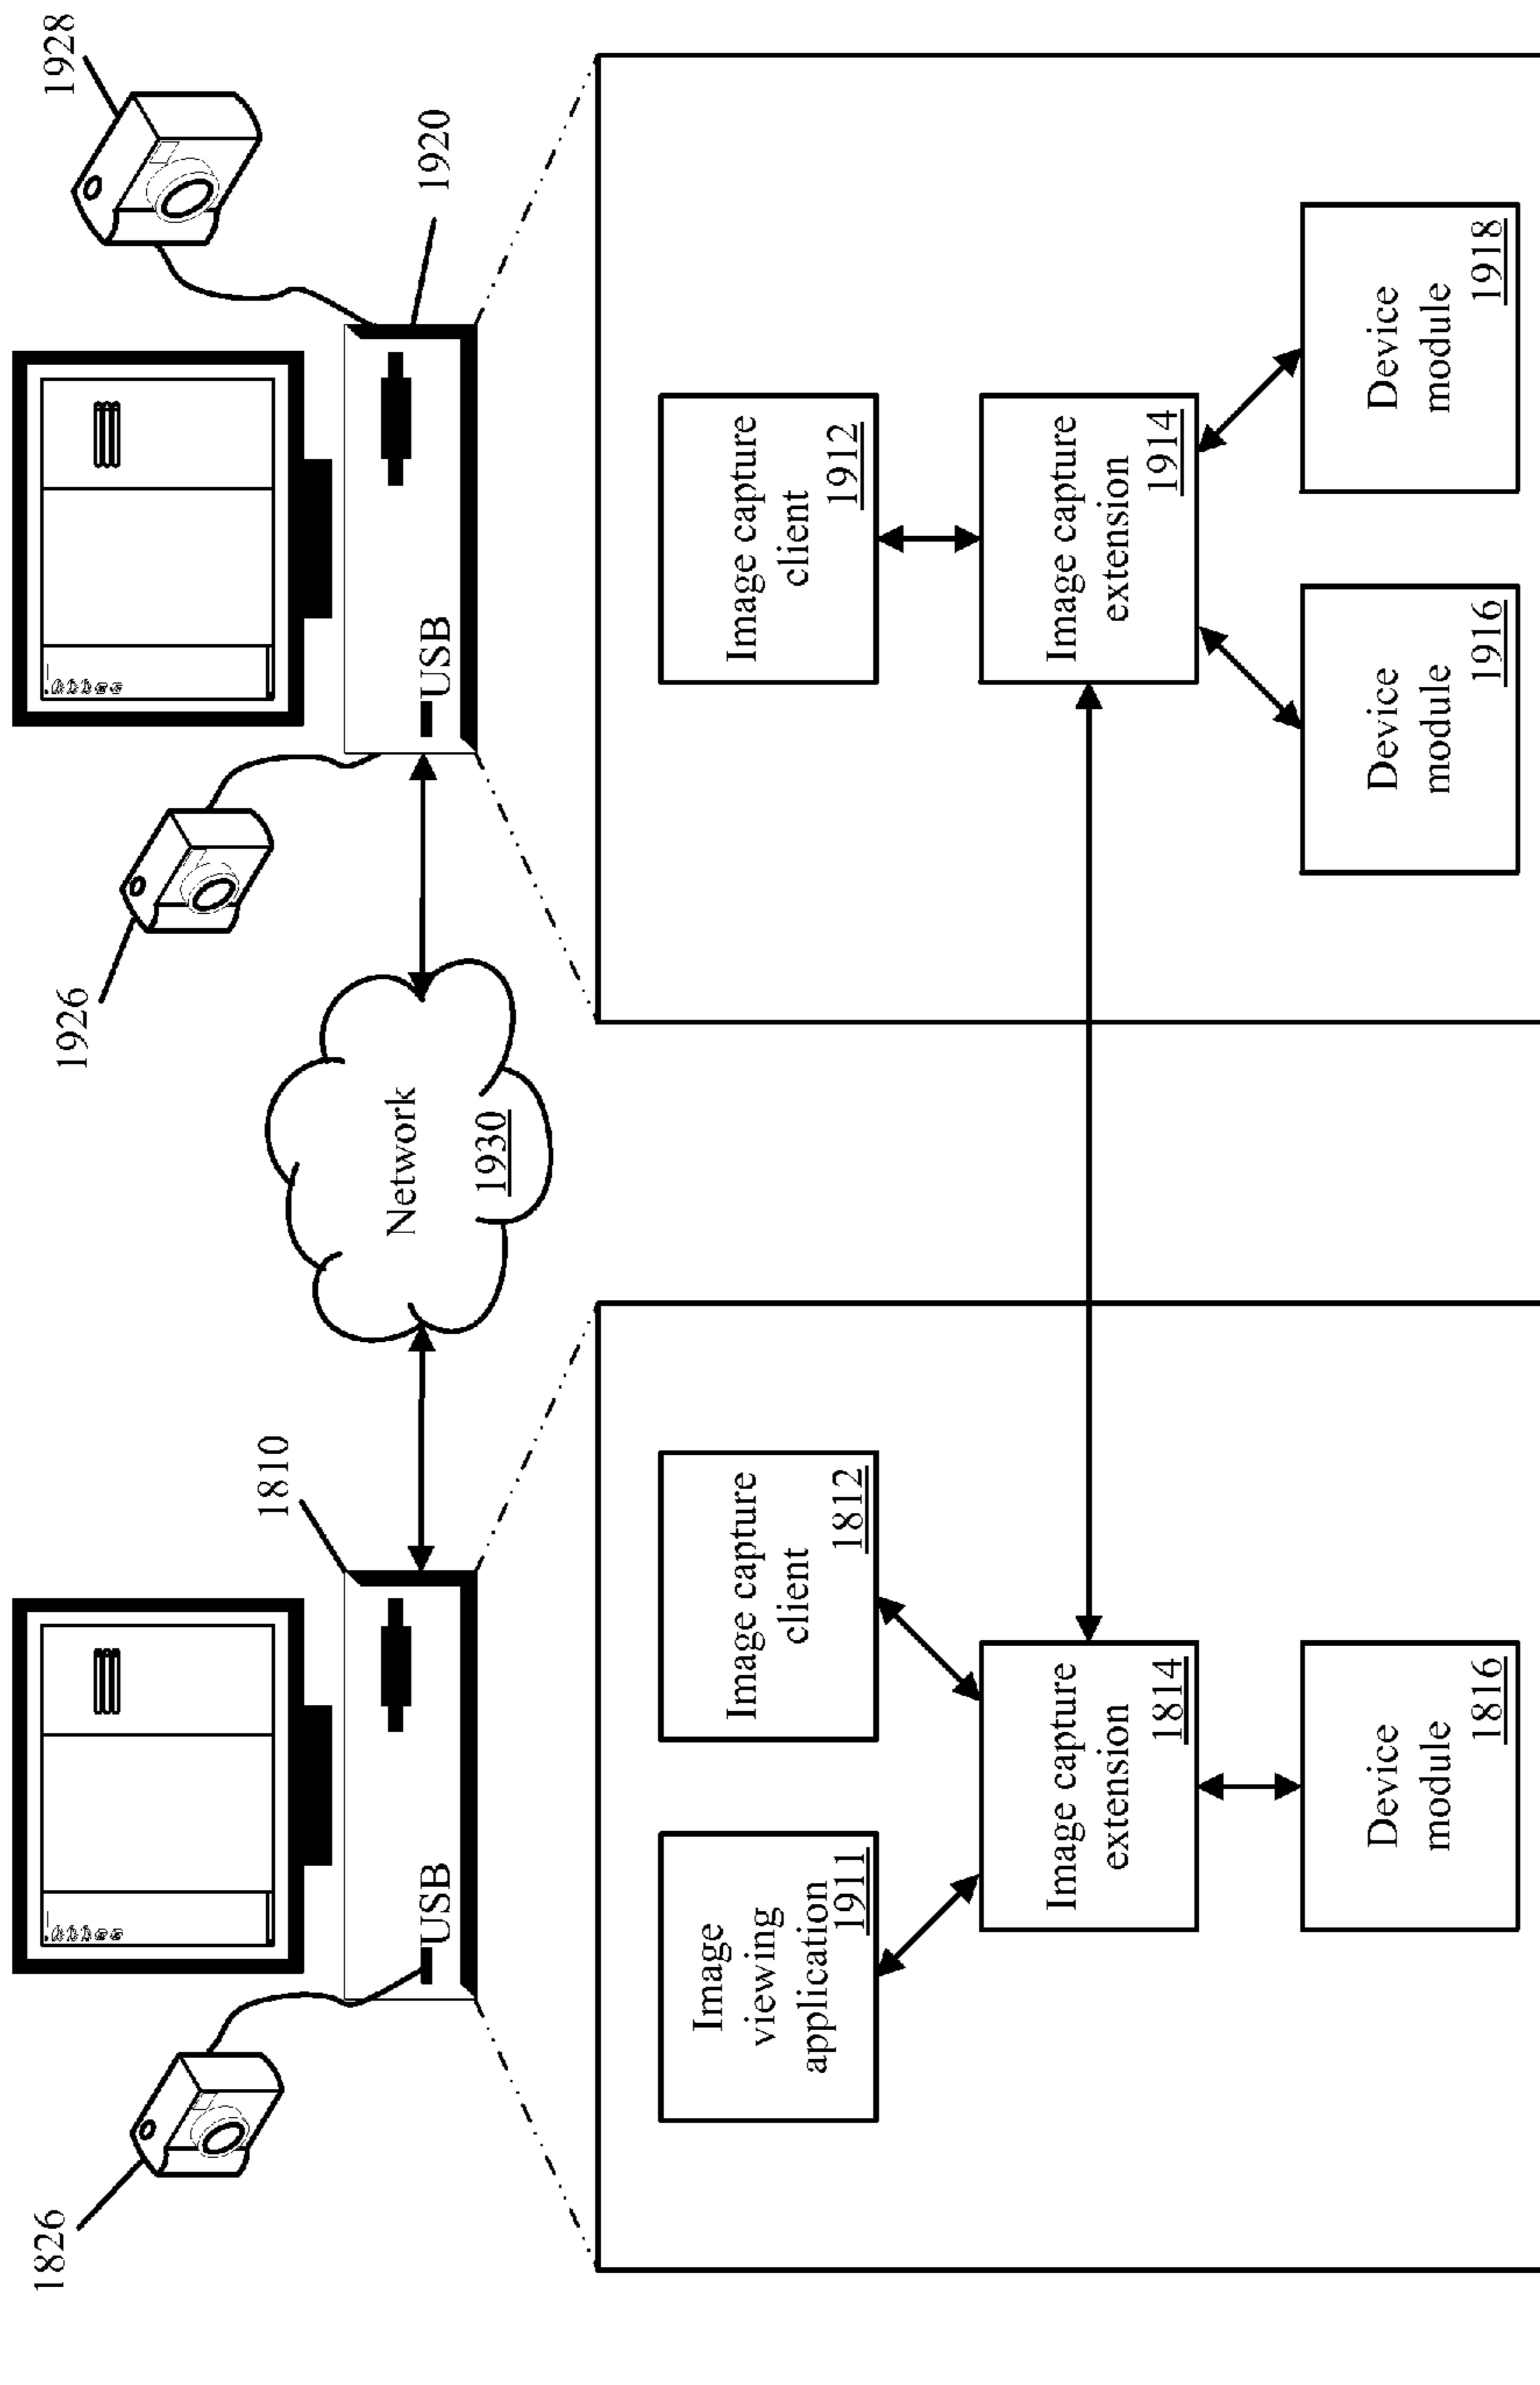 1826
1810
1926
1928
1920
USB
USB
Network
1930
Image
viewing
application
1911
Image capture
client
1812
Image capture
extension
1814
Device
module
1816
Image capture
client
1912
Image capture
extension
1914
Device
module
1916
Device
module
1918